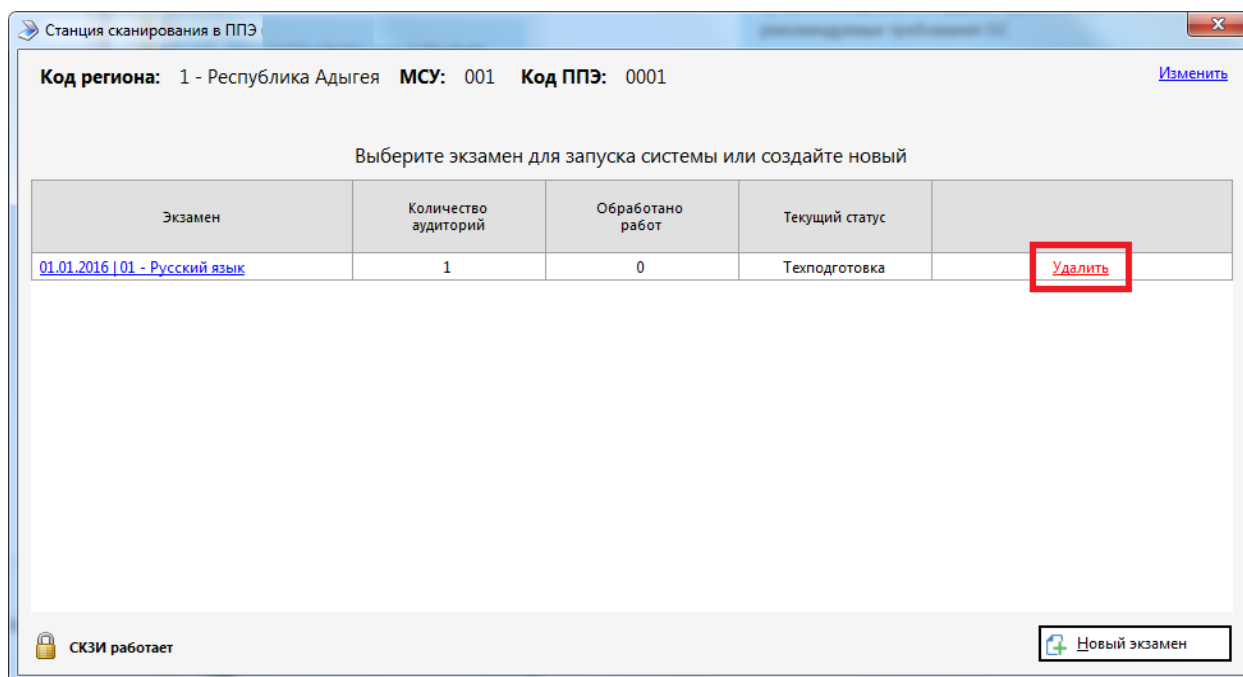 Станция сканирования в ППЭ
Код региона: 1 - Республика Адыгея МСУ: 001 Код ППЭ: 0001
Изменить
Выберите экзамен для запуска системы или создайте новый
Экзамен
Количество
аудиторий
Обработано
работ
Текущий статус
01.01.2016 | 01 - Русский язык
1
0
Техподготовка
Удалить
СКЗИ работает
Новый экзамен